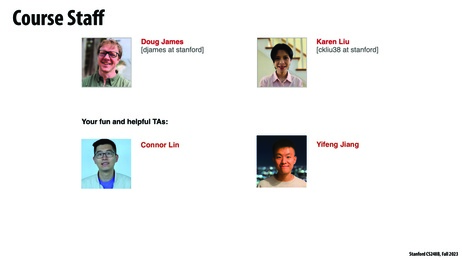 Course Staff
Doug James
[djames at stanford]
Karen Liu
[ckliu38 at stanford]
Your fun and helpful TAs:
Connor Lin
Yifeng Jiang
Stanford CS248B, Fall 2023